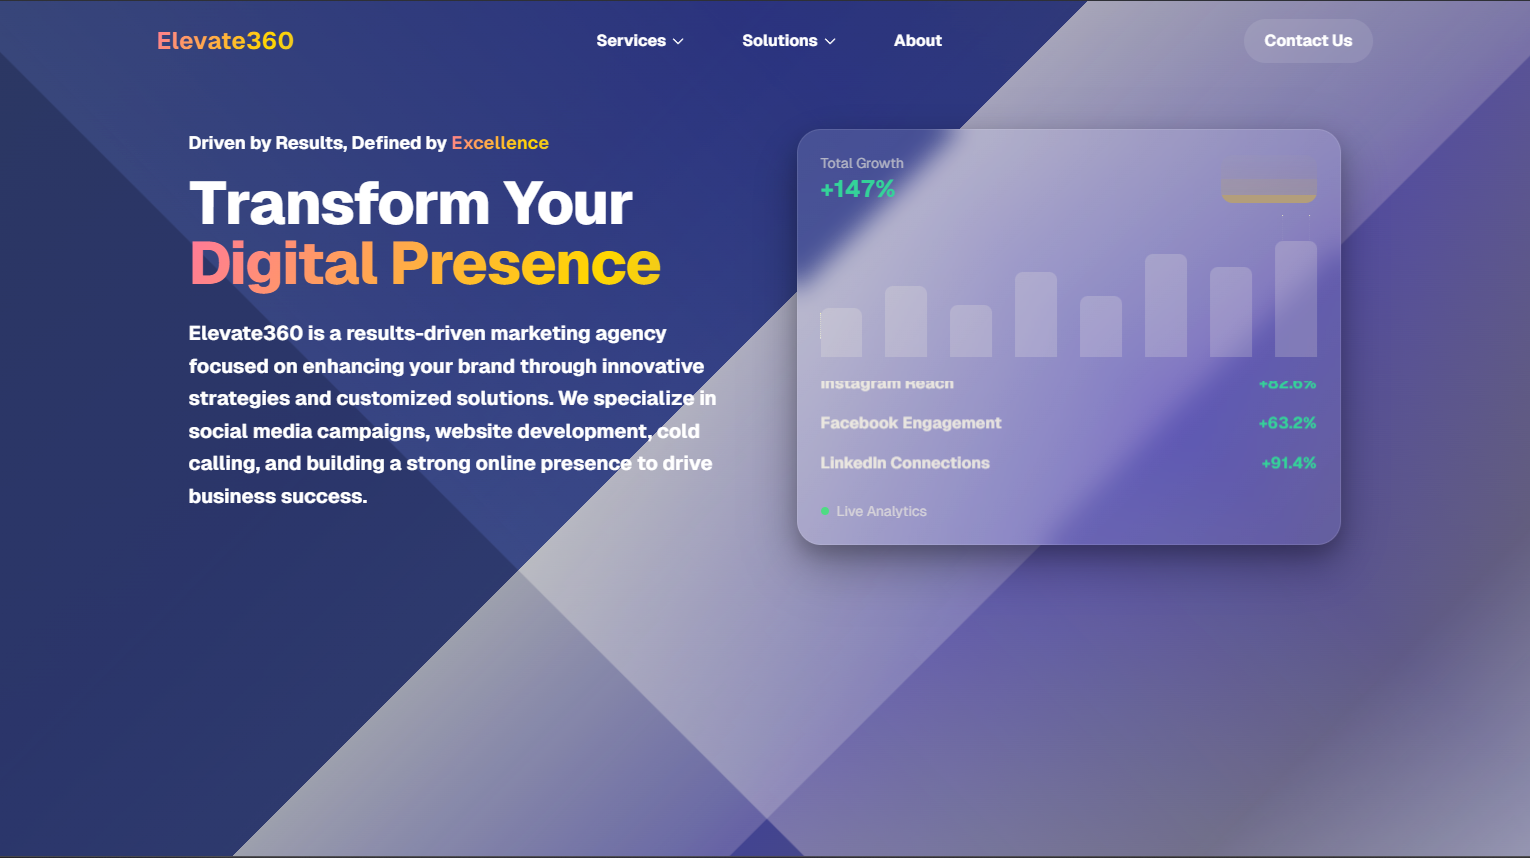 Elevate360
Services
Solutions
About
Contact Us
Driven by Results, Defined by Excellence
Transform Your
Digital Presence
Elevate360 is a results-driven marketing agency
focused on enhancing your brand through innovative
strategies and customized solutions. We specialize in
social media campaigns, website development, cold
calling, and building a strong online presence to drive
business success.
Total Growth
+147%
Instagram Reach +82.6%
Facebook Engagement +63.2%
LinkedIn Connections +91.4%
Live Analytics